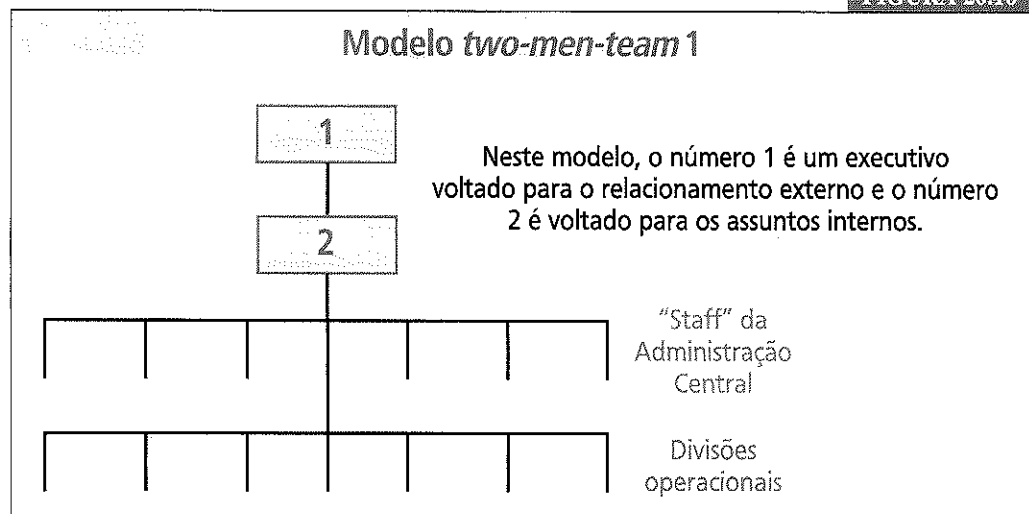 Modelo two-men-team 1
1
Neste modelo, o número 1 é um executivo
voltado para o relacionamento externo e o número
2 é voltado para os assuntos internos.
2
"Staff" da
Administração
Central
Divisões
operacionais